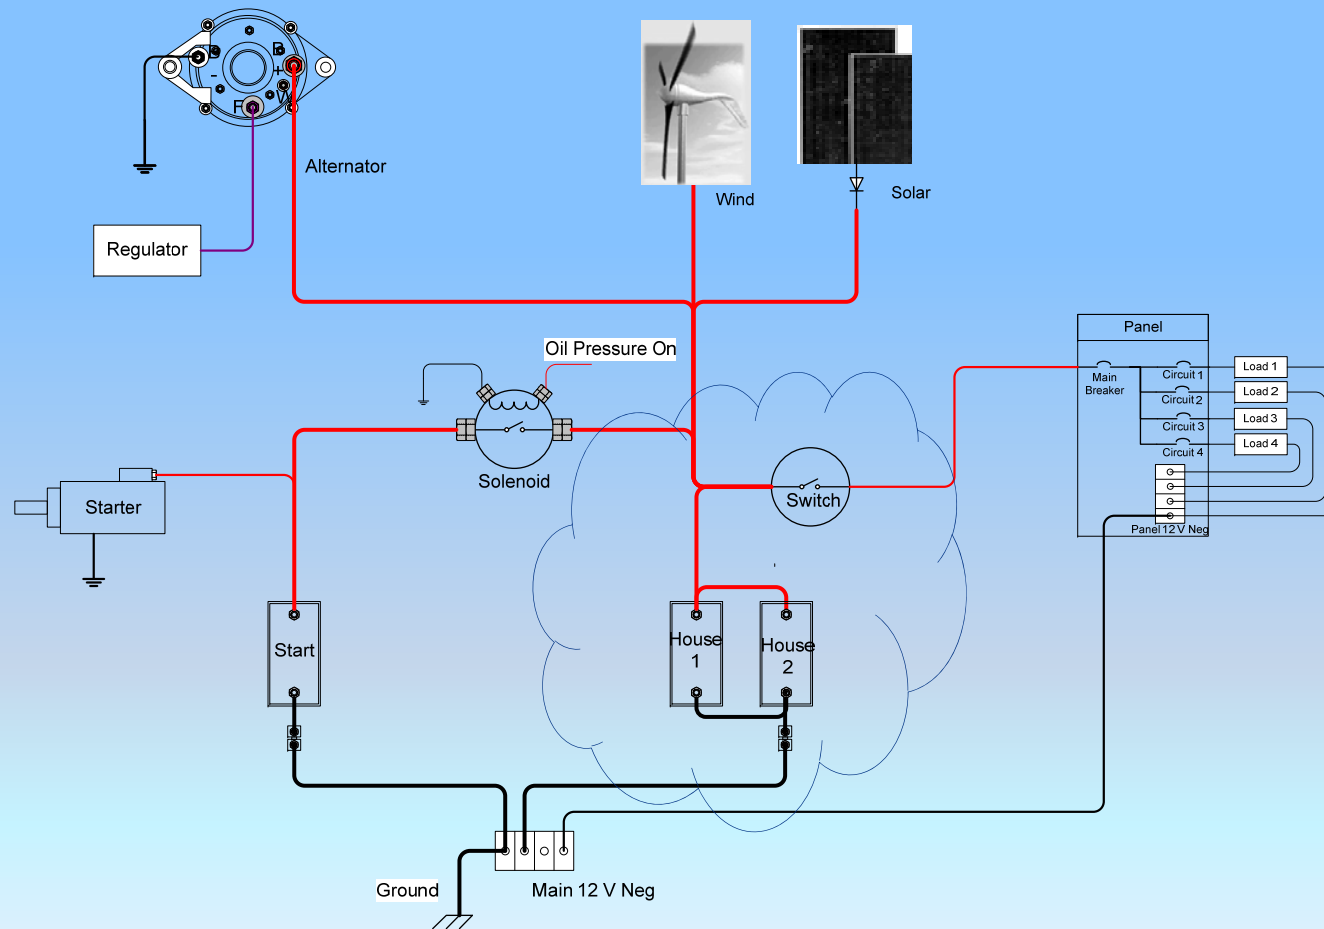 B
+
-
W
F
Alternator
Regulator
Wind
Solar
Oil Pressure On
Solenoid
Starter
Start
Switch
House
1
House
2
Panel
Main
Breaker
Circuit 1
Circuit 2
Circuit 3
Circuit 4
Load 1
Load 2
Load 3
Load 4
Panel 12 V Neg
Ground
Main 12 V Neg